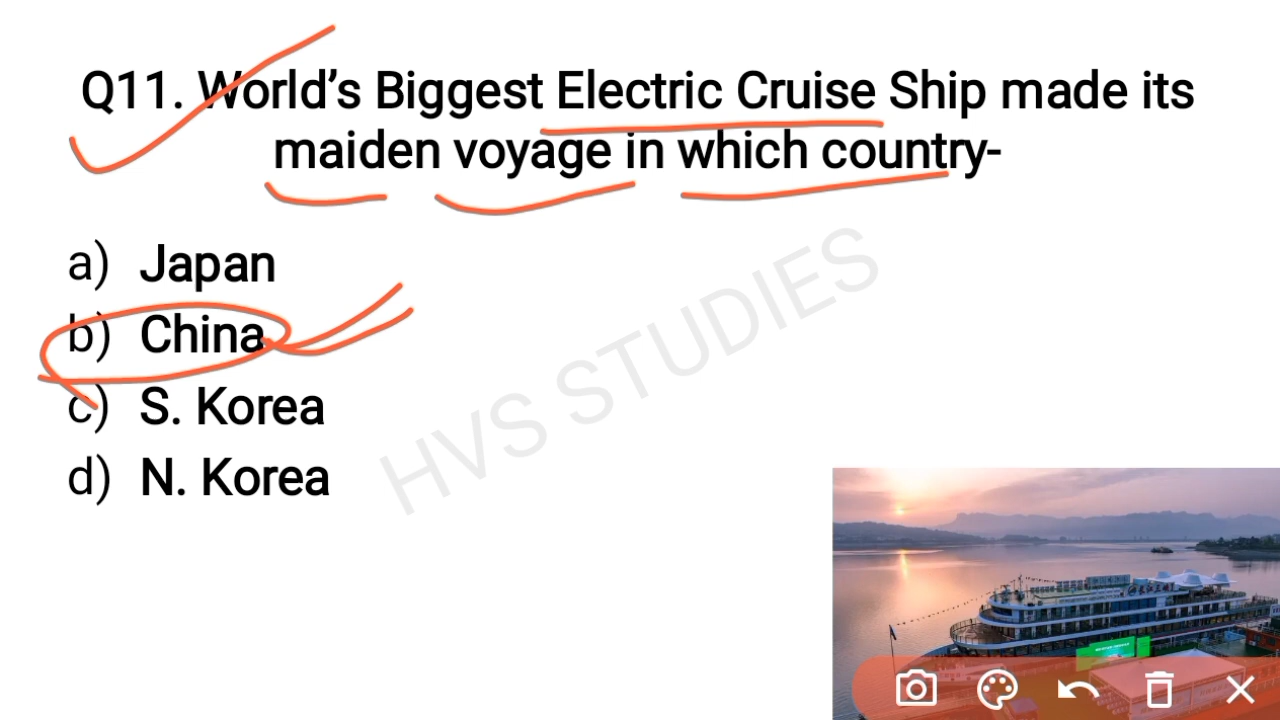 Q11. World’s Biggest Electric Cruise Ship made its
maiden voyage in which country-
a) Japan
b) China
c) S. Korea
d) N. Korea
HVS STUDIES